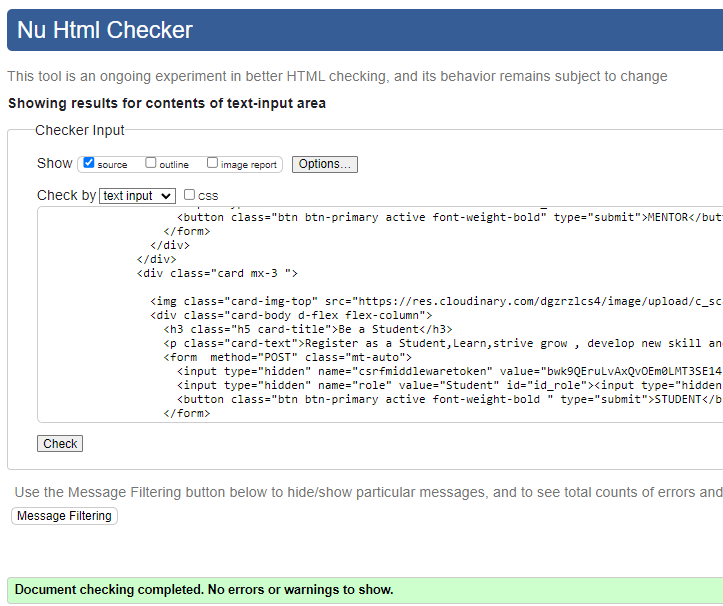 Nu Html Checker
This tool is an ongoing experiment in better HTML checking, and its behavior remains subject to change
Showing results for contents of text-input area
Checker Input
Show source outline image report Options...
Check by text input css
<button class="btn btn-primary active font-weight-bold" type="submit">MENTOR</but
</form>
</div>
</div>
<div class="card mx-3 ">
<img class="card-img-top" src="https://res.cloudinary.com/dgzrzlcs4/image/upload/c_sc
<div class="card-body d-flex flex-column">
<h3 class="h5 card-title">Be a Student</h3>
<p class="card-text">Register as a Student,Learn,strive grow , develop new skill an
<form  method="POST" class="mt-auto">
<input type="hidden" name="csrfmiddlewaretoken" value="bwk9QEruLvAxQvOEm0LMT3SE14
<input type="hidden" name="role" value="Student" id="id_role"><input type="hidden
<button class="btn btn-primary active font-weight-bold " type="submit">STUDENT</b
</form>
Check
Use the Message Filtering button below to hide/show particular messages, and to see total counts of errors and
Message Filtering
Document checking completed. No errors or warnings to show.